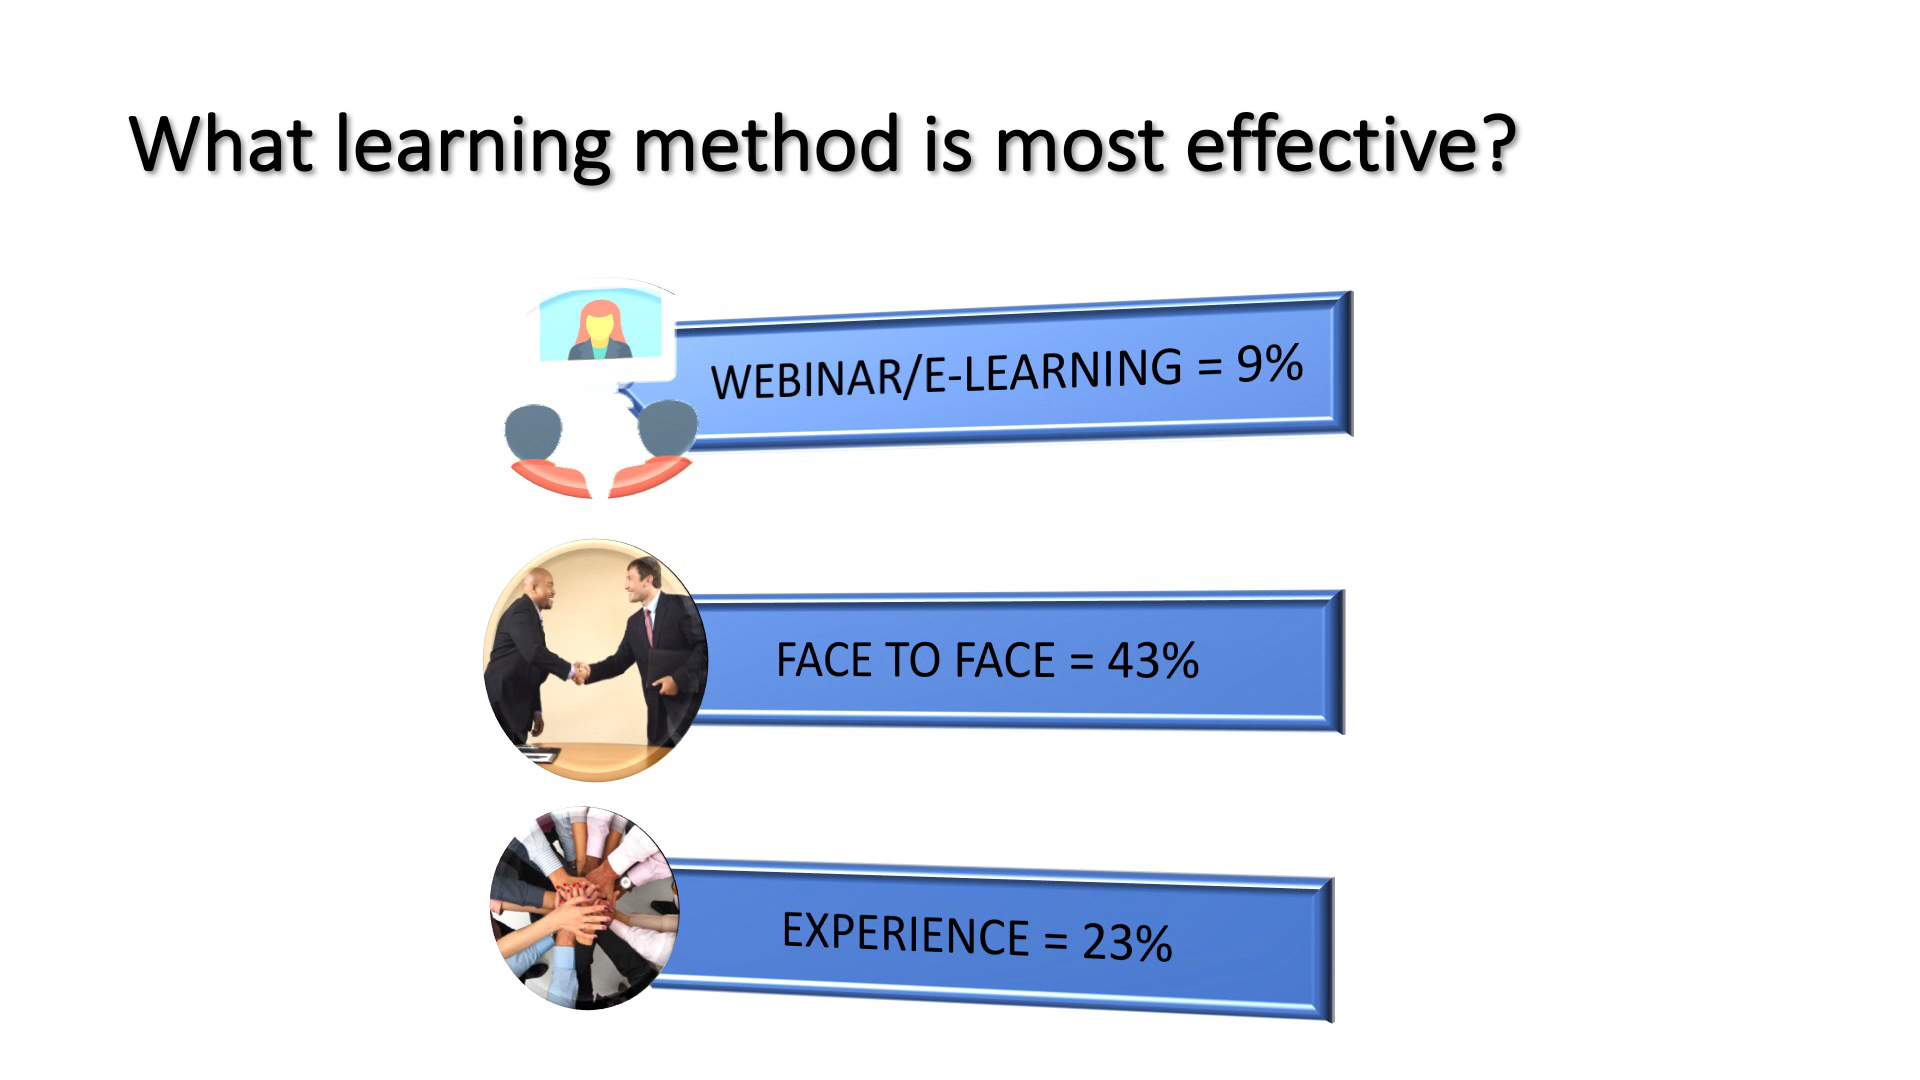 What learning method is most effective?
WEBINAR/E-LEARNING = 9%
FACE TO FACE = 43%
EXPERIENCE = 23%